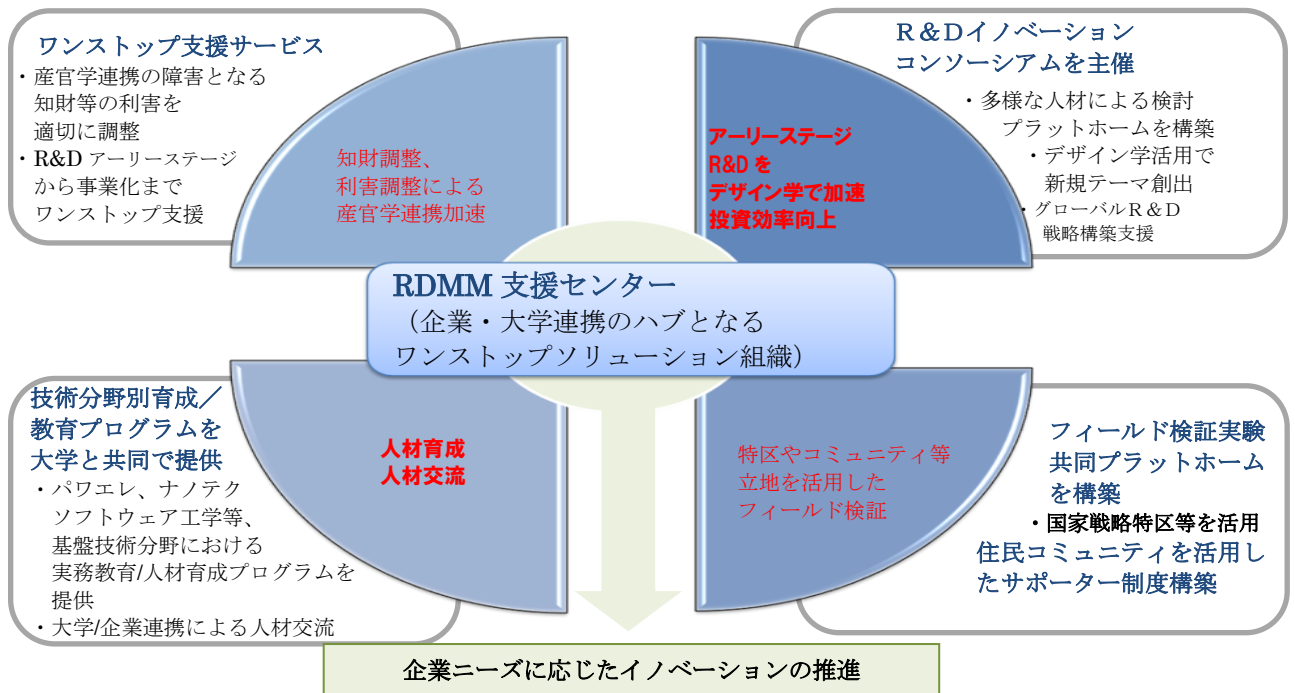 ワンストップ支援サービス
・産官学連携の障害となる
知財等の利害を
適切に調整
・R&D アーリーステージ
から事業化まで
ワンストップ支援
知財調整、
利害調整による
産官学連携加速
R&Dイノベーション
コンソーシアムを主催
・多様な人材による検討
プラットホームを構築
・デザイン学活用で
新規テーマ創出
・グローバルR&D
戦略構築支援
アーリーステージ
R&D を
デザイン学で加速
投資効率向上
RDMM 支援センター
（企業・大学連携のハブとなる
ワンストップソリューション組織）
技術分野別育成／
教育プログラムを
大学と共同で提供
・パワエレ、ナノテク
ソフトウェア工学等、
基盤技術分野における
実務教育/人材育成プログラムを
提供
・大学/企業連携による人材交流
人材育成
人材交流
特区やコミュニティ等
立地を活用した
フィールド検証
フィールド検証実験
共同プラットホーム
を構築
・国家戦略特区等を活用
住民コミュニティを活用し
たサポーター制度構築
企業ニーズに応じたイノベーションの推進